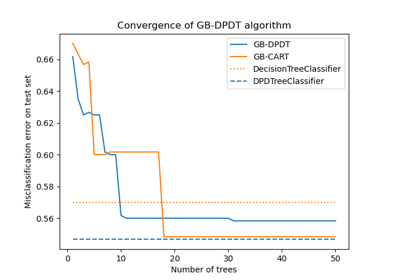 Convergence of GB-DPDT algorithm
GB-DPDT
GB-CART
DecisionTreeClassifier
DPDTreeClassifier
Misclassification error on test set
0.66
0.64
0.62
0.60
0.58
0.56
0
10
20
30
40
50
Number of trees